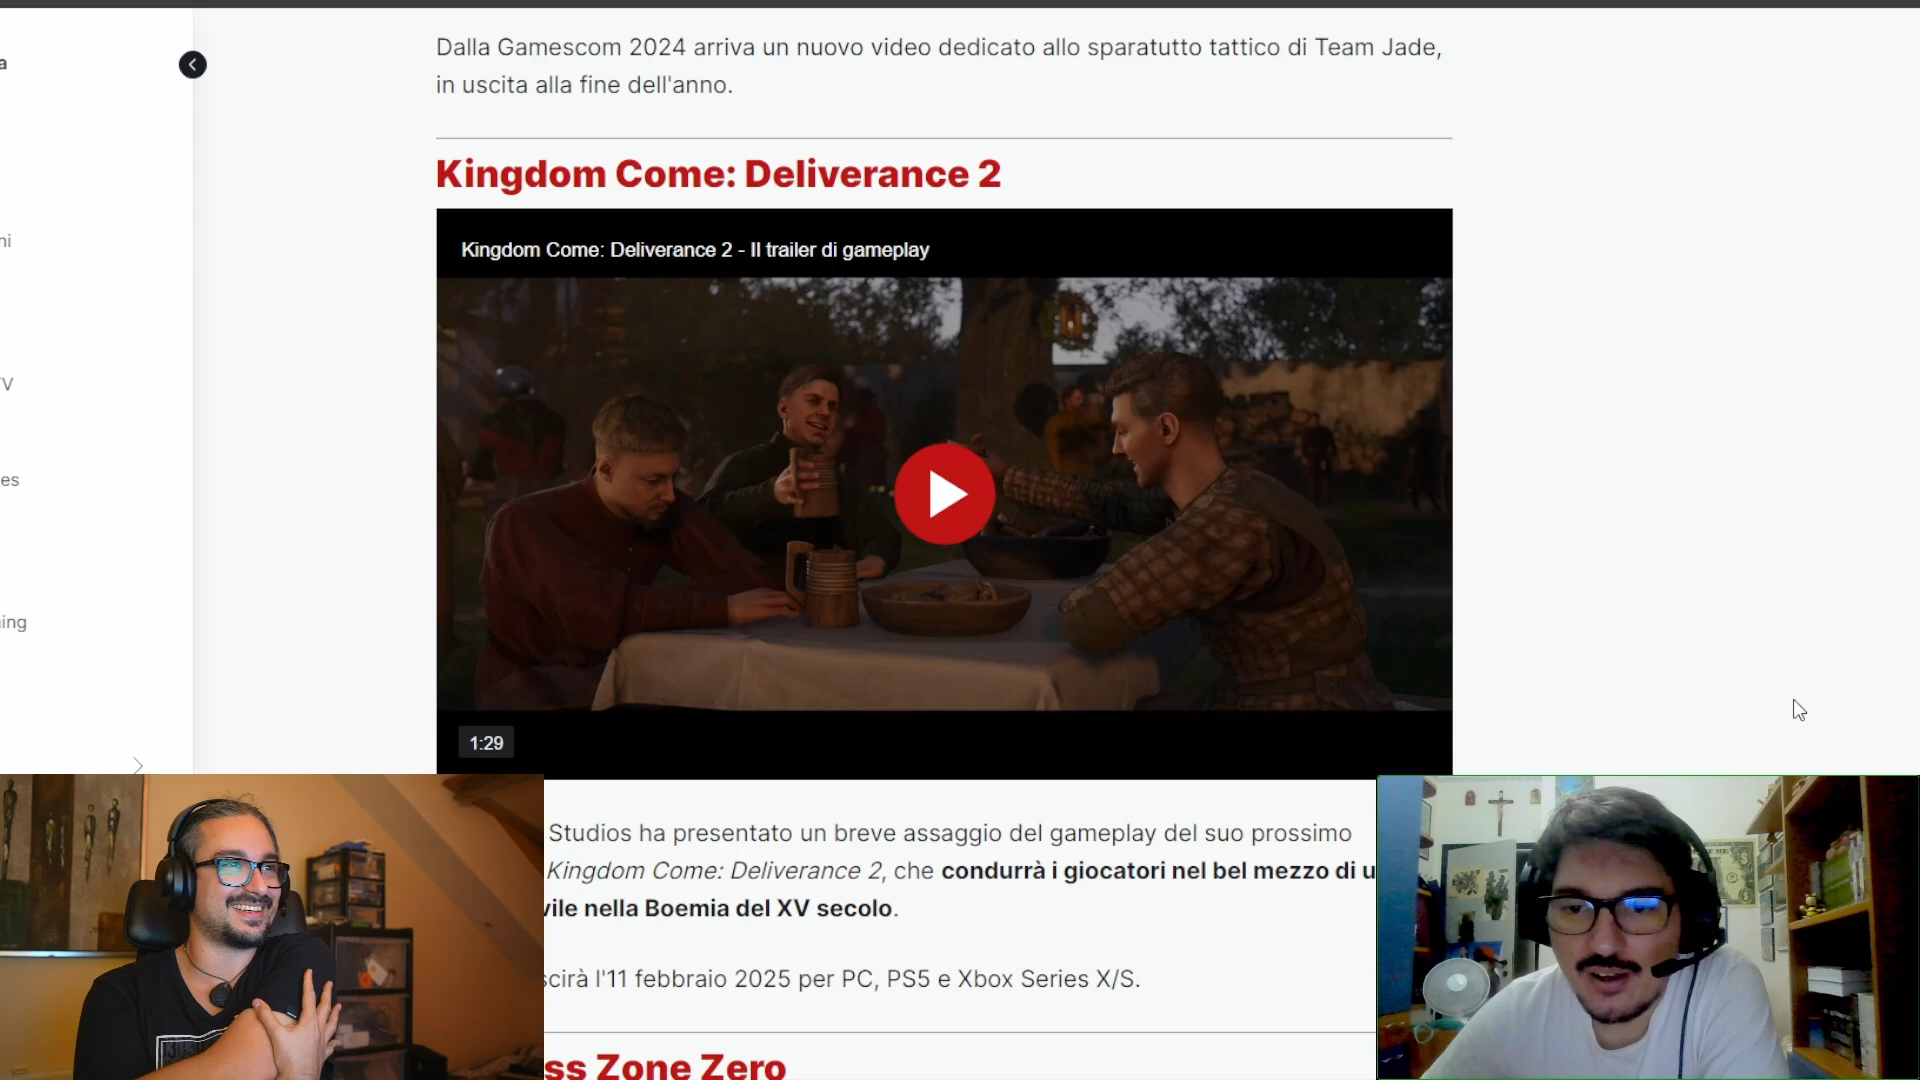 Dalla Gamescom 2024 arriva un nuovo video dedicato allo sparatutto tattico di Team Jade,
in uscita alla fine dell'anno.
Kingdom Come: Deliverance 2
Kingdom Come: Deliverance 2 - Il trailer di gameplay
1:29
Studios ha presentato un breve assaggio del gameplay del suo prossimo
Kingdom Come: Deliverance 2, che condurrà i giocatori nel bel mezzo di u
vile nella Boemia del XV secolo.
scirà l'11 febbraio 2025 per PC, PS5 e Xbox Series X/S.
ss Zone Zero
a
ni
V
es
ing